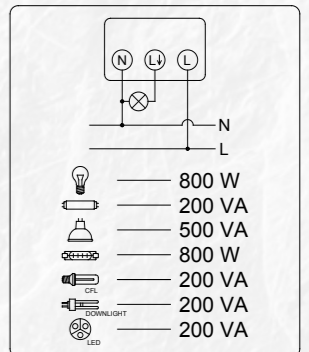 N L↓ L
N
L
800 W
200 VA
500 VA
800 W
CFL 200 VA
DOWNLIGHT 200 VA
LED 200 VA